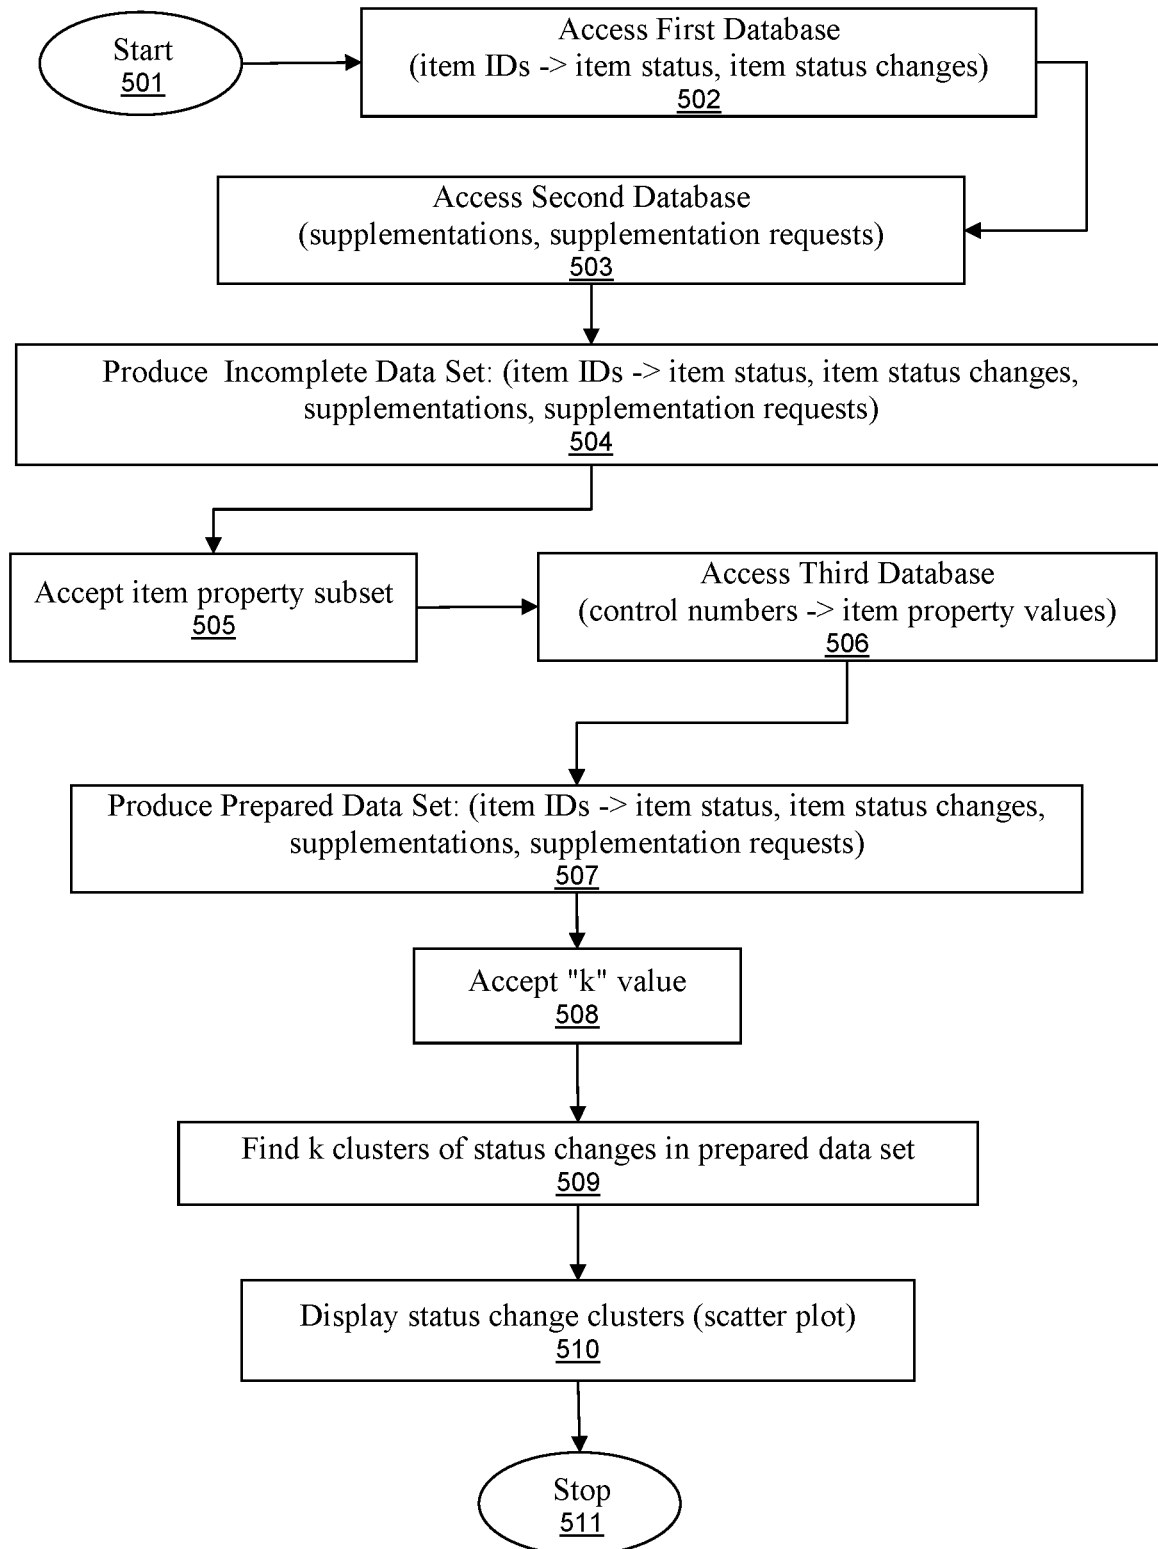 Start
501
Access First Database
(item IDs -> item status, item status changes)
502
Access Second Database
(supplementations, supplementation requests)
503
Produce Incomplete Data Set: (item IDs -> item status, item status changes,
supplementations, supplementation requests)
504
Accept item property subset
505
Access Third Database
(control numbers -> item property values)
506
Produce Prepared Data Set: (item IDs -> item status, item status changes,
supplementations, supplementation requests)
507
Accept "k" value
508
Find k clusters of status changes in prepared data set
509
Display status change clusters (scatter plot)
510
Stop
511